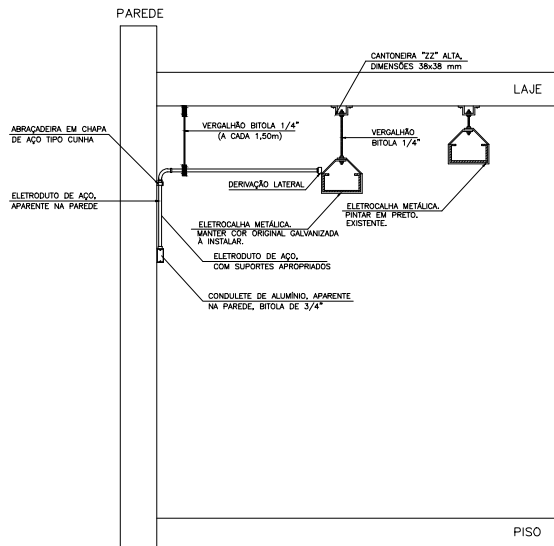 PAREDE
CANTONEIRA "ZZ" ALTA,
DIMENSÕES 38x38 mm
LAJE
ABRAÇADEIRA EM CHAPA
DE AÇO TIPO CUNHA
VERGALHÃO BITOLA 1/4"
(A CADA 1,50m)
VERGALHÃO
BITOLA 1/4"
DERIVAÇÃO LATERAL
ELETRODUTO DE AÇO,
APARENTE NA PAREDE
ELETROCALHA METÁLICA.
PINTAR EM PRETO.
EXISTENTE.
ELETROCALHA METÁLICA.
MANTER COR ORIGINAL GALVANIZADA
À INSTALAR.
ELETRODUTO DE AÇO,
COM SUPORTES APROPRIADOS
CONDULETE DE ALUMÍNIO, APARENTE
NA PAREDE, BITOLA DE 3/4"
PISO